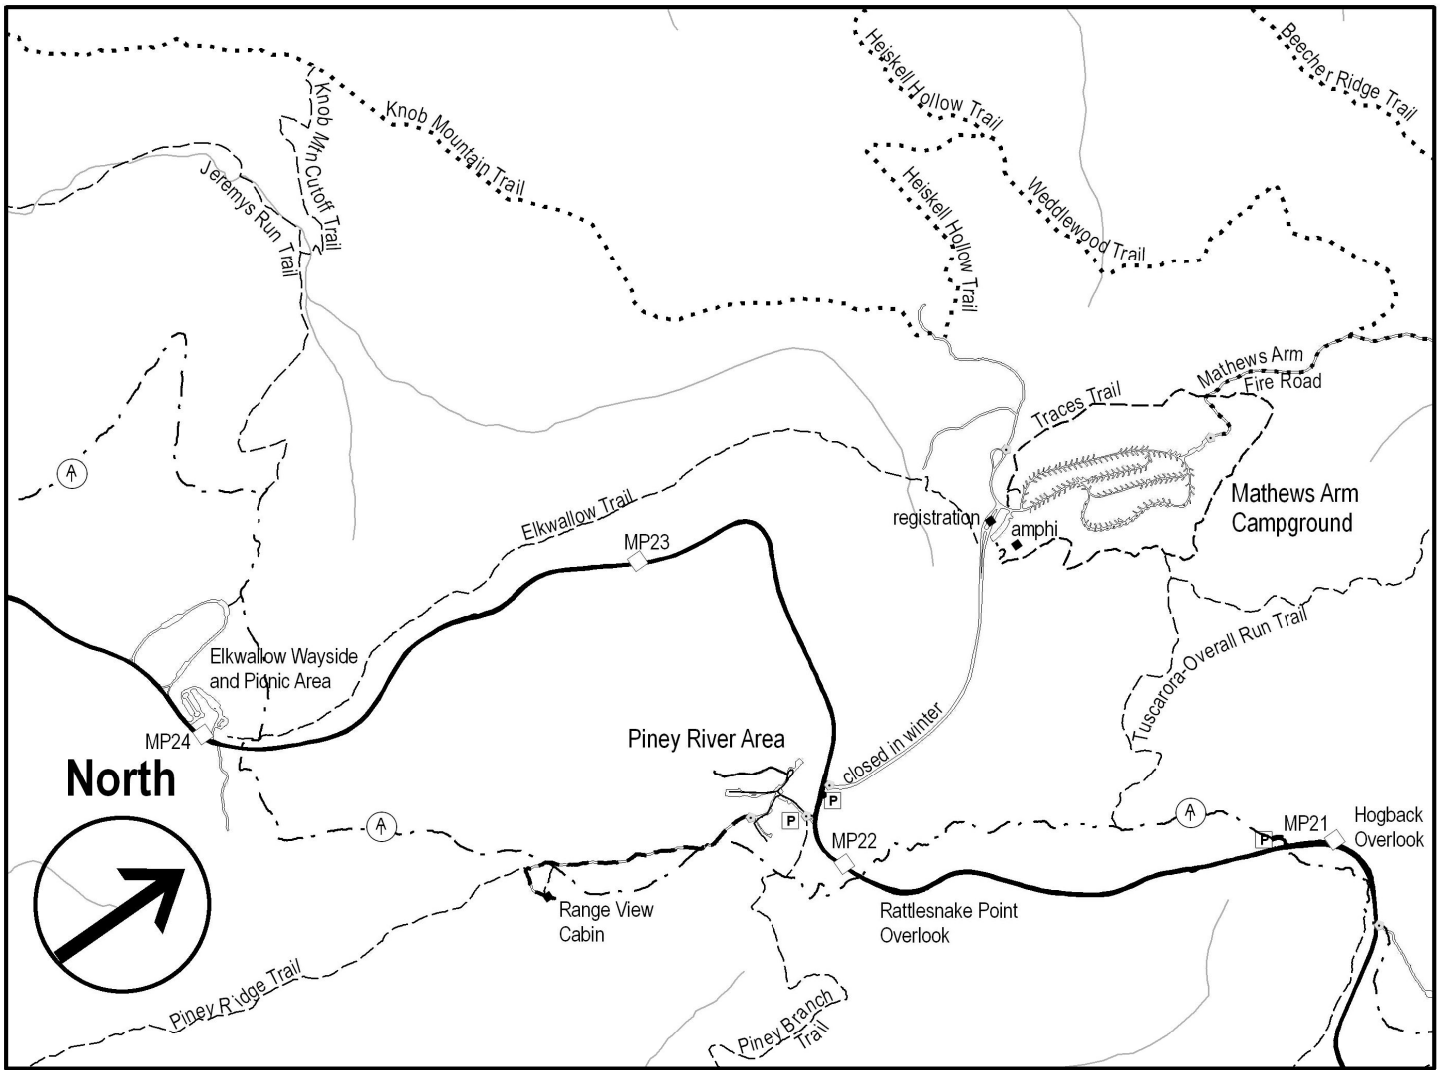 Beecher Ridge Trail
Heiskell Hollow Trail
Knob Mountain Trail
Knob Mtn Cutoff Trail
Jeremys Run Trail
Heiskell Hollow Trail
Weddlewood Trail
Mathews Arm
Fire Road
Traces Trail
Mathews Arm
Campground
registration
amphi
Elkwallow Trail
MP23
Elkwallow Wayside
and Picnic Area
MP24
Tuscarora-Overall Run Trail
closed in winter
Piney River Area
North
P
P
P
MP22
MP21
Hogback
Overlook
Rattlesnake Point
Overlook
Range View
Cabin
Piney Ridge Trail
Piney Branch
Trail